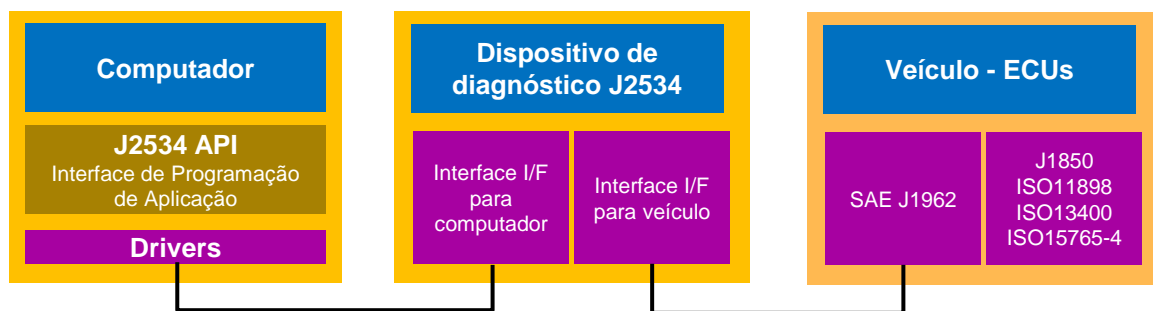 Computador
J2534 API
Interface de Programação
de Aplicação
Drivers
Dispositivo de
diagnóstico J2534
Interface I/F
para
computador
Interface I/F
para veículo
Veículo - ECUs
SAE J1962
J1850
ISO11898
ISO13400
ISO15765-4